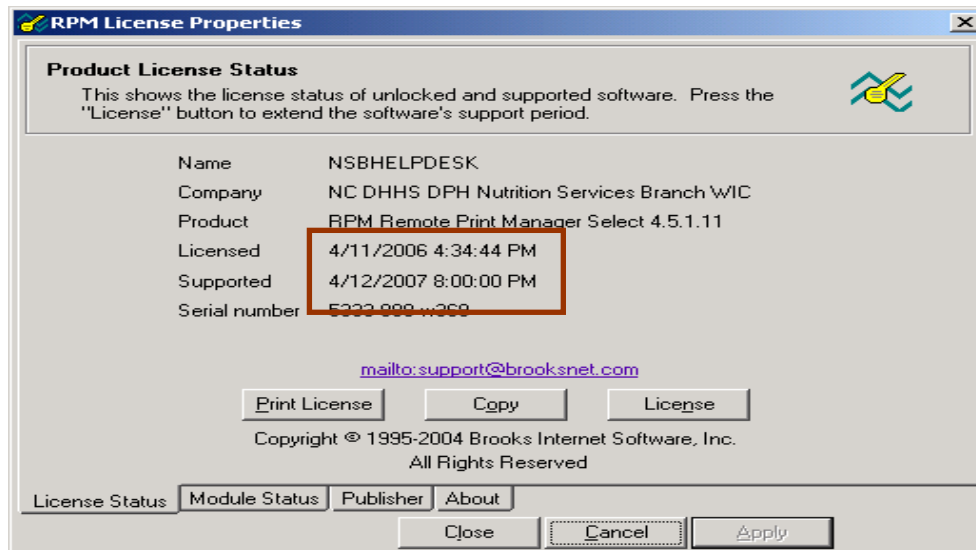 RPM License Properties
Product License Status
This shows the license status of unlocked and supported software. Press the
"License" button to extend the software's support period.
Name NSBHELPDESK
Company NC DHHS DPH Nutrition Services Branch WIC
Product RPM Remote Print Manager Select 4.5.1.11
Licensed 4/11/2006 4:34:44 PM
Supported 4/12/2007 8:00:00 PM
Serial number
mailto:support@brooksnet.com
Print License Copy License
Copyright © 1995-2004 Brooks Internet Software, Inc.
All Rights Reserved
License Status Module Status Publisher About
Close Cancel Apply